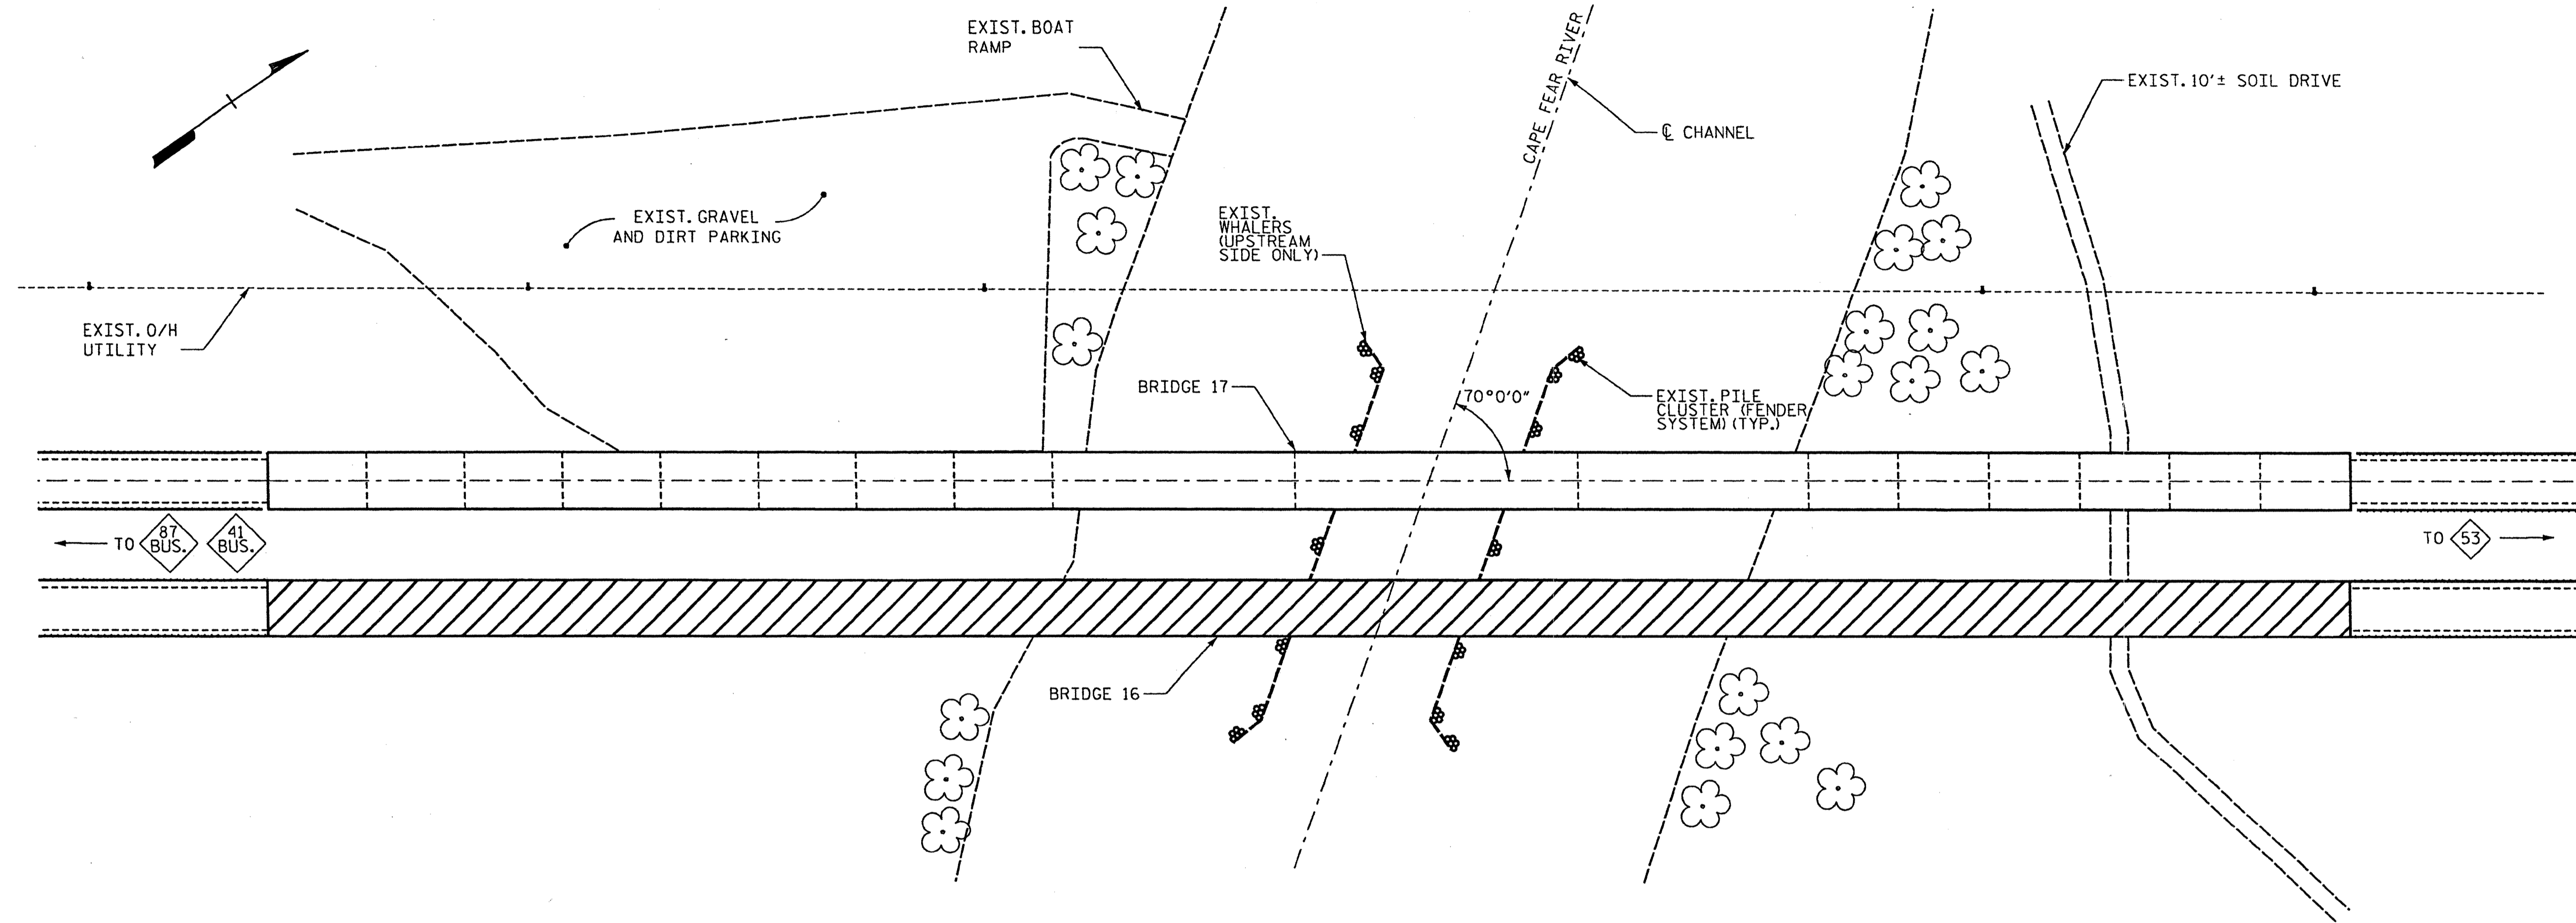 EXIST. BOAT
RAMP
CAPE FEAR RIVER
℄ CHANNEL
EXIST. 10'± SOIL DRIVE
EXIST. GRAVEL
AND DIRT PARKING
EXIST.
WHALERS
(UPSTREAM
SIDE ONLY)
EXIST. O/H
UTILITY
BRIDGE 17
70°0'0"
EXIST. PILE
CLUSTER (FENDER
SYSTEM) (TYP.)
TO 87 BUS. 41 BUS.
TO 53
BRIDGE 16